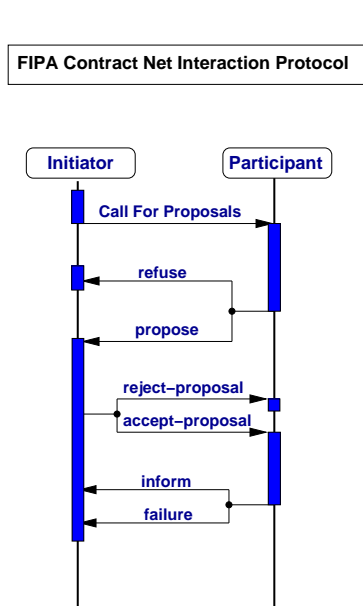 FIPA Contract Net Interaction Protocol
Initiator
Participant
Call For Proposals
refuse
propose
reject−proposal
accept−proposal
inform
failure